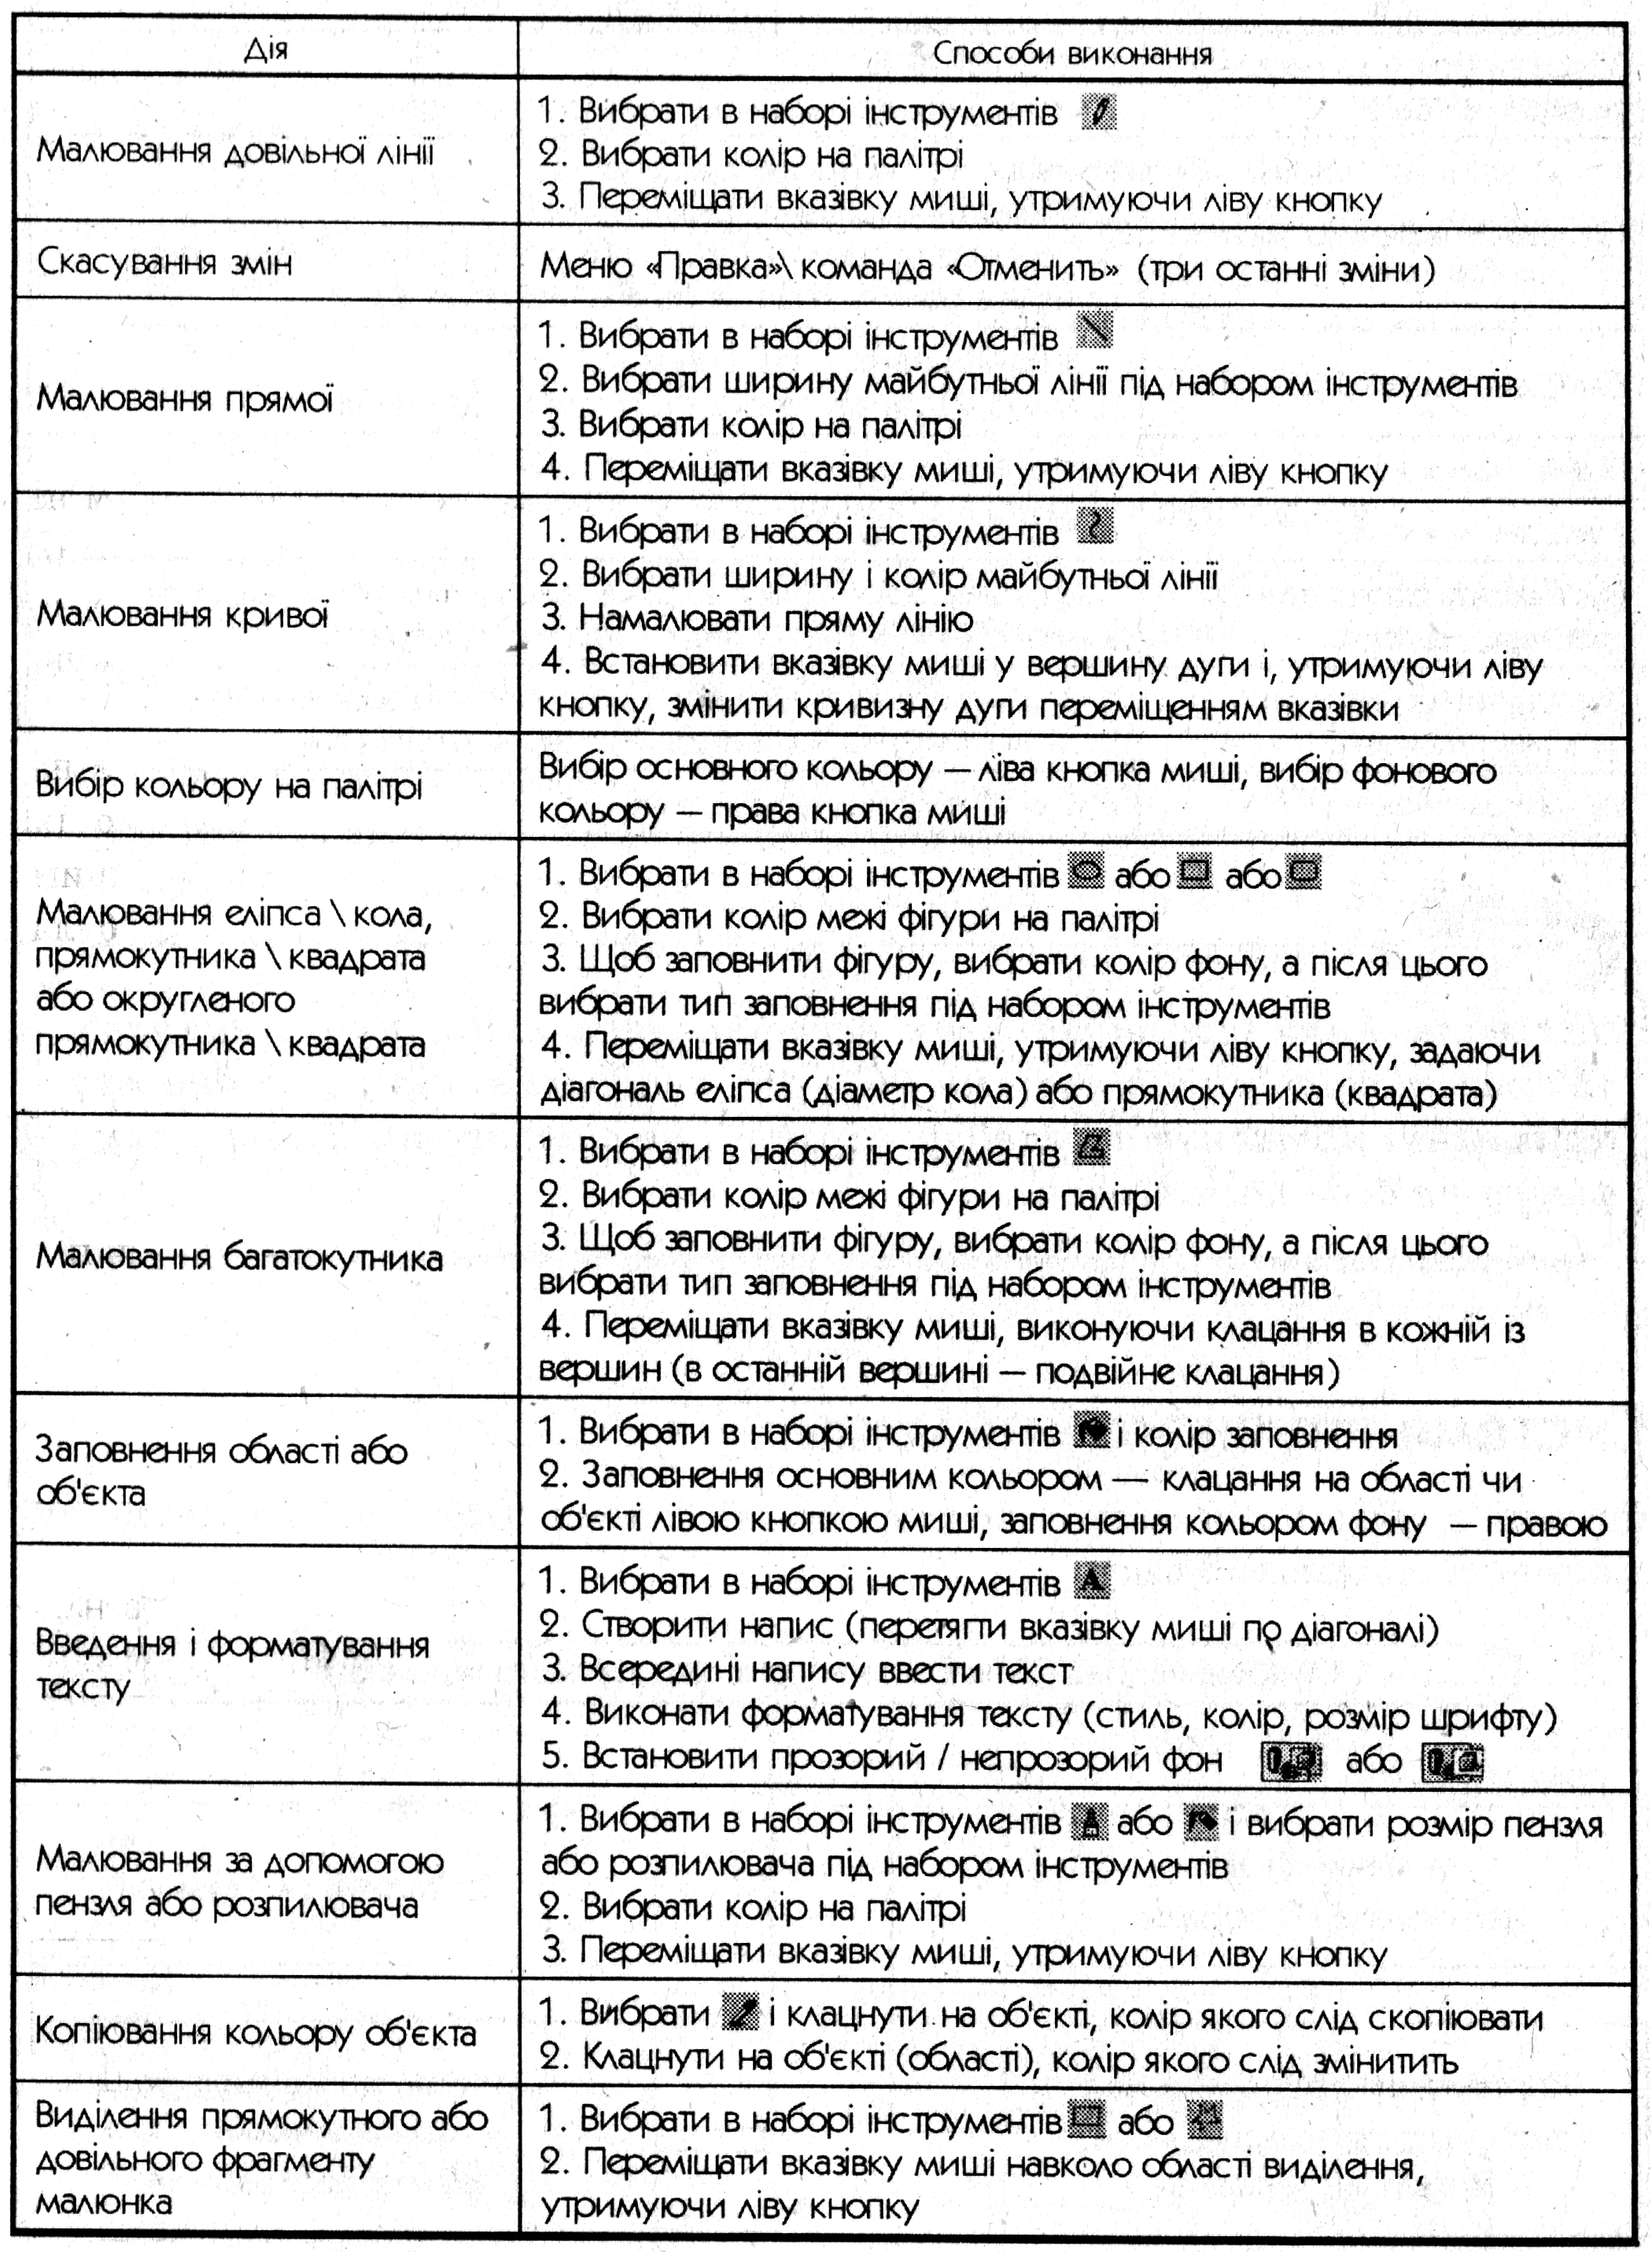 Дія
Способи виконання
Малювання довільної лінії
1. Вибрати в наборі інструментів
2. Вибрати колір на палітрі
3. Переміщати вказівку миші, утримуючи ліву кнопку
Скасування змін
Меню «Правка»\ команда «Отменить» (три останні зміни)
Малювання прямої
1. Вибрати в наборі інструментів
2. Вибрати ширину майбутньої лінії під набором інструментів
3. Вибрати колір на палітрі
4. Переміщати вказівку миші, утримуючи ліву кнопку
Малювання кривої
1. Вибрати в наборі інструментів
2. Вибрати ширину і колір майбутньої лінії
3. Намалювати пряму лінію
4. Встановити вказівку миші у вершину дуги і, утримуючи ліву
кнопку, змінити кривизну дуги переміщенням вказівки
Вибір кольору на палітрі
Вибір основного кольору — ліва кнопка миші, вибір фонового
кольору — права кнопка миші
Малювання еліпса \ кола,
прямокутника \ квадрата
або округленого
прямокутника \ квадрата
1. Вибрати в наборі інструментів або або
2. Вибрати колір межі фігури на палітрі
3. Щоб заповнити фігуру, вибрати колір фону, а після цього
вибрати тип заповнення під набором інструментів
4. Переміщати вказівку миші, утримуючи ліву кнопку, задаючи
діагональ еліпса (діаметр кола) або прямокутника (квадрата)
Малювання багатокутника
1. Вибрати в наборі інструментів
2. Вибрати колір межі фігури на палітрі
3. Щоб заповнити фігуру, вибрати колір фону, а після цього
вибрати тип заповнення під набором інструментів
4. Переміщати вказівку миші, виконуючи клацання в кожній із
вершин (в останній вершині — подвійне клацання)
Заповнення області або
об'єкта
1. Вибрати в наборі інструментів і колір заповнення
2. Заповнення основним кольором — клацання на області чи
об'єкті лівою кнопкою миші, заповнення кольором фону — правою
Введення і форматування
тексту
1. Вибрати в наборі інструментів A
2. Створити напис (перетягти вказівку миші по діагоналі)
3. Всередині напису ввести текст
4. Виконати форматування тексту (стиль, колір, розмір шрифту)
5. Встановити прозорий / непрозорий фон або
Малювання за допомогою
пензля або розпилювача
1. Вибрати в наборі інструментів або і вибрати розмір пензля
або розпилювача під набором інструментів
2. Вибрати колір на палітрі
3. Переміщати вказівку миші, утримуючи ліву кнопку
Копіювання кольору об'єкта
1. Вибрати і клацнути на об'єкті, колір якого слід скопіювати
2. Клацнути на об'єкті (області), колір якого слід змінитить
Виділення прямокутного або
довільного фрагменту
малюнка
1. Вибрати в наборі інструментів або
2. Переміщати вказівку миші навколо області виділення,
утримуючи ліву кнопку